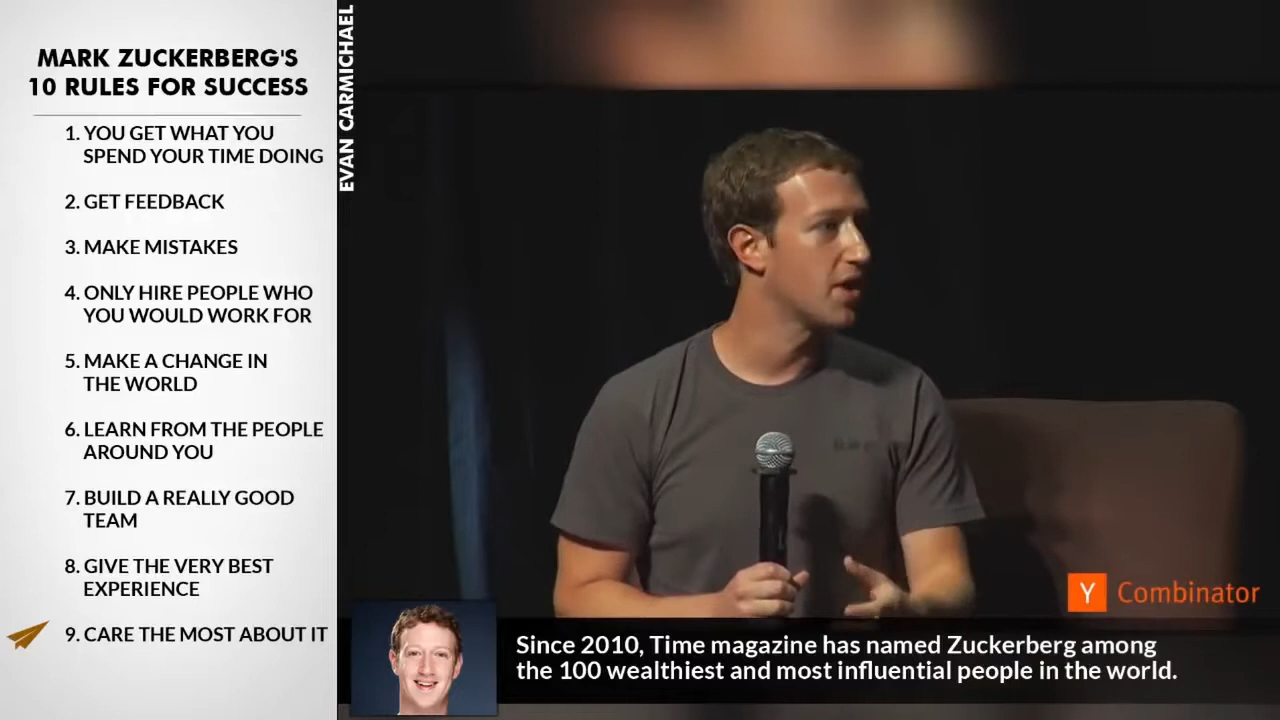 MARK ZUCKERBERG'S
10 RULES FOR SUCCESS
1. YOU GET WHAT YOU
SPEND YOUR TIME DOING
2. GET FEEDBACK
3. MAKE MISTAKES
4. ONLY HIRE PEOPLE WHO
YOU WOULD WORK FOR
5. MAKE A CHANGE IN
THE WORLD
6. LEARN FROM THE PEOPLE
AROUND YOU
7. BUILD A REALLY GOOD
TEAM
8. GIVE THE VERY BEST
EXPERIENCE
9. CARE THE MOST ABOUT IT
EVAN CARMICHAEL
Y Combinator
Since 2010, Time magazine has named Zuckerberg among
the 100 wealthiest and most influential people in the world.